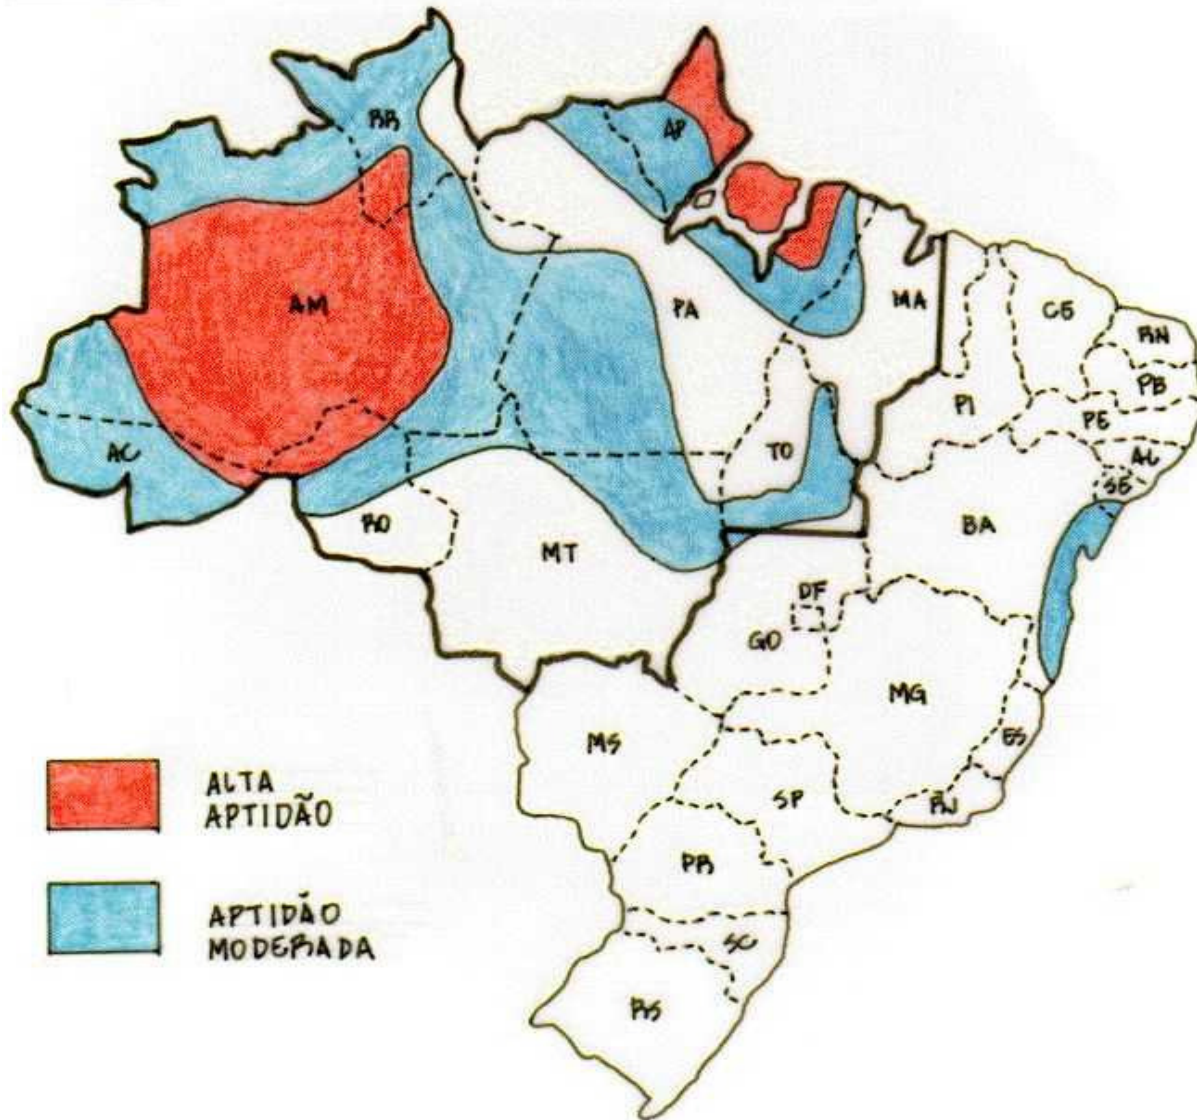 RR
AP
AM
PA
MA
CE
RN
PB
PI
PE
AC
TO
AL
SE
RO
MT
BA
DF
GO
MG
MS
ES
SP
RJ
PR
SC
RS
ALTA
APTIDÃO
APTIDÃO
MODERADA